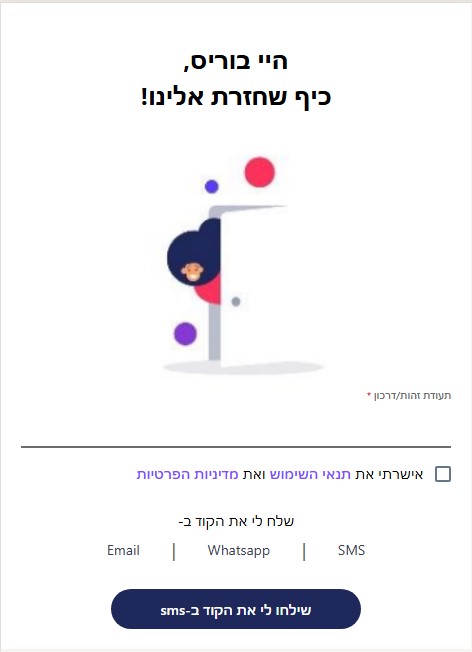 היי בוריס,
כיף שחזרת אלינו!
תעודת זהות/דרכון *
אישרתי את תנאי השימוש ואת מדיניות הפרטיות
שלח לי את הקוד ב-
SMS | Whatsapp | Email
שילחו לי את הקוד ב-sms